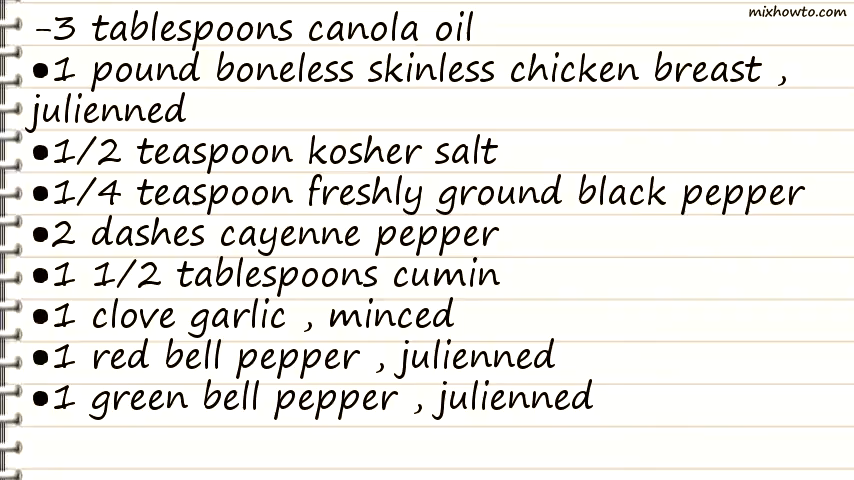 mixhowto.com
-3 tablespoons canola oil
•1 pound boneless skinless chicken breast ,
julienned
•1/2 teaspoon kosher salt
•1/4 teaspoon freshly ground black pepper
•2 dashes cayenne pepper
•1 1/2 tablespoons cumin
•1 clove garlic , minced
•1 red bell pepper , julienned
•1 green bell pepper , julienned